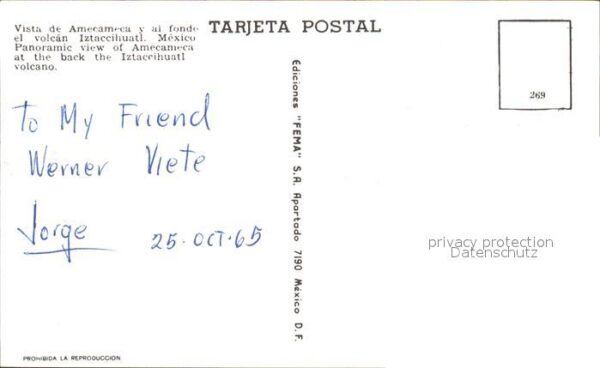 Vista de Amecameca y al fondo
el volcán Iztaccihuatl. México
Panoramic view of Amecameca
at the back the Iztaccihuatl
volcano.
TARJETA POSTAL
269
To My Friend
Werner Viete
Jorge
25-OCT-65
Ediciones "FEMA" S.A. Apartado 7190 México D.F.
privacy protection
Datenschutz
PROHIBIDA LA REPRODUCCION